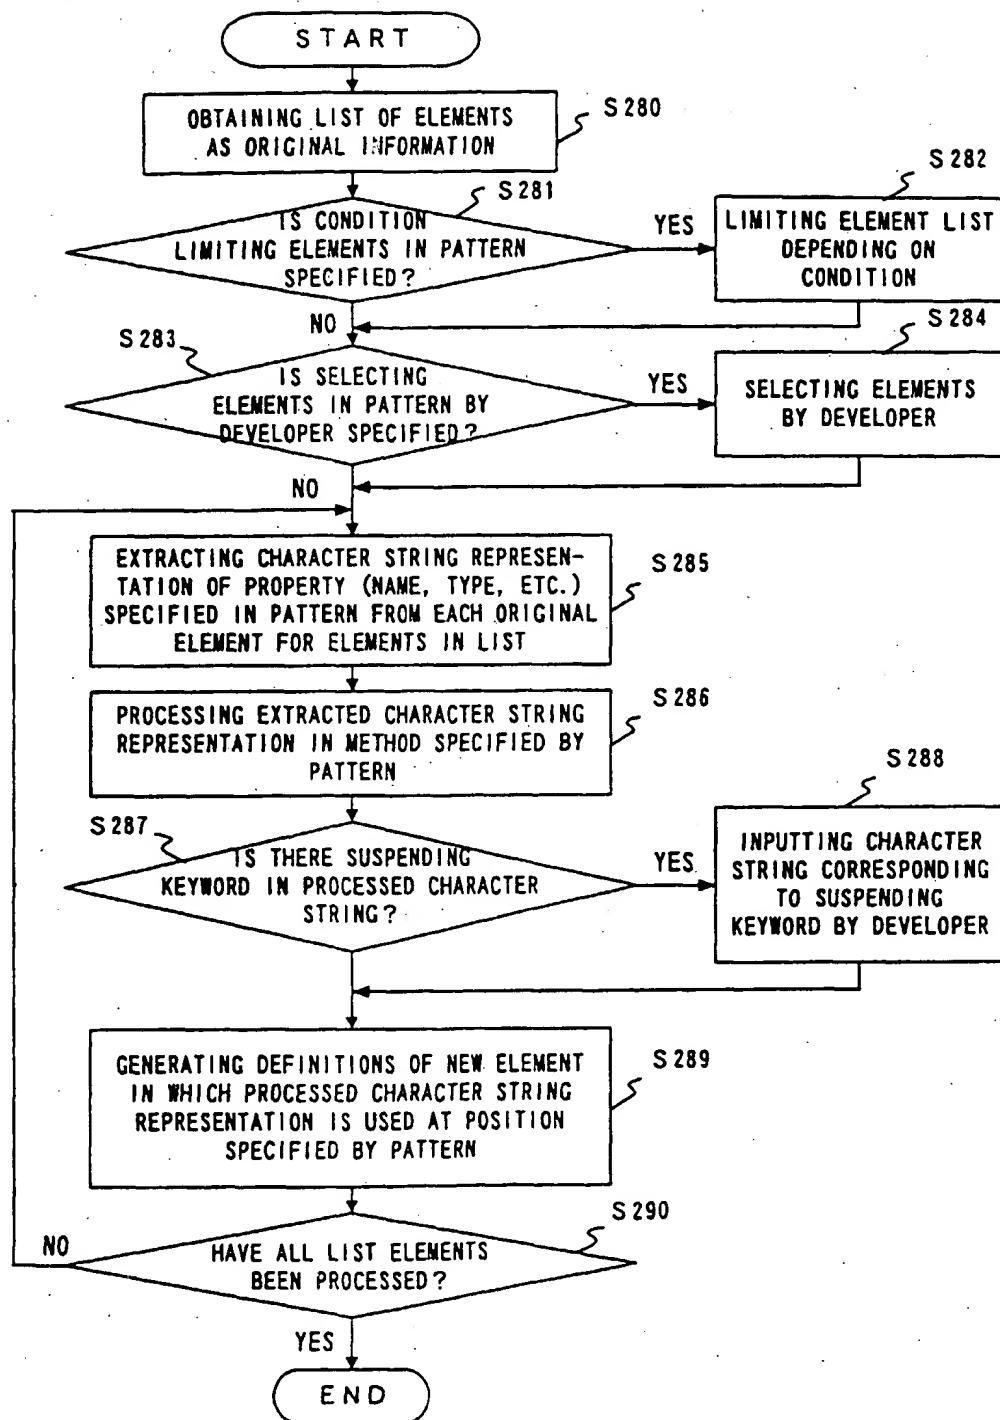 START
OBTAINING LIST OF ELEMENTS
AS ORIGINAL INFORMATION
S280
S281
IS CONDITION
LIMITING ELEMENTS IN PATTERN
SPECIFIED?
YES
S282
LIMITING ELEMENT LIST
DEPENDING ON
CONDITION
NO
S283
IS SELECTING
ELEMENTS IN PATTERN BY
DEVELOPER SPECIFIED?
YES
S284
SELECTING ELEMENTS
BY DEVELOPER
NO
EXTRACTING CHARACTER STRING REPRESEN-
TATION OF PROPERTY (NAME, TYPE, ETC.)
SPECIFIED IN PATTERN FROM EACH ORIGINAL
ELEMENT FOR ELEMENTS IN LIST
S285
PROCESSING EXTRACTED CHARACTER STRING
REPRESENTATION IN METHOD SPECIFIED BY
PATTERN
S286
S287
IS THERE SUSPENDING
KEYWORD IN PROCESSED CHARACTER
STRING?
YES
S288
INPUTTING CHARACTER
STRING CORRESPONDING
TO SUSPENDING
KEYWORD BY DEVELOPER
GENERATING DEFINITIONS OF NEW ELEMENT
IN WHICH PROCESSED CHARACTER STRING
REPRESENTATION IS USED AT POSITION
SPECIFIED BY PATTERN
S289
S290
HAVE ALL LIST ELEMENTS
BEEN PROCESSED?
NO
YES
END